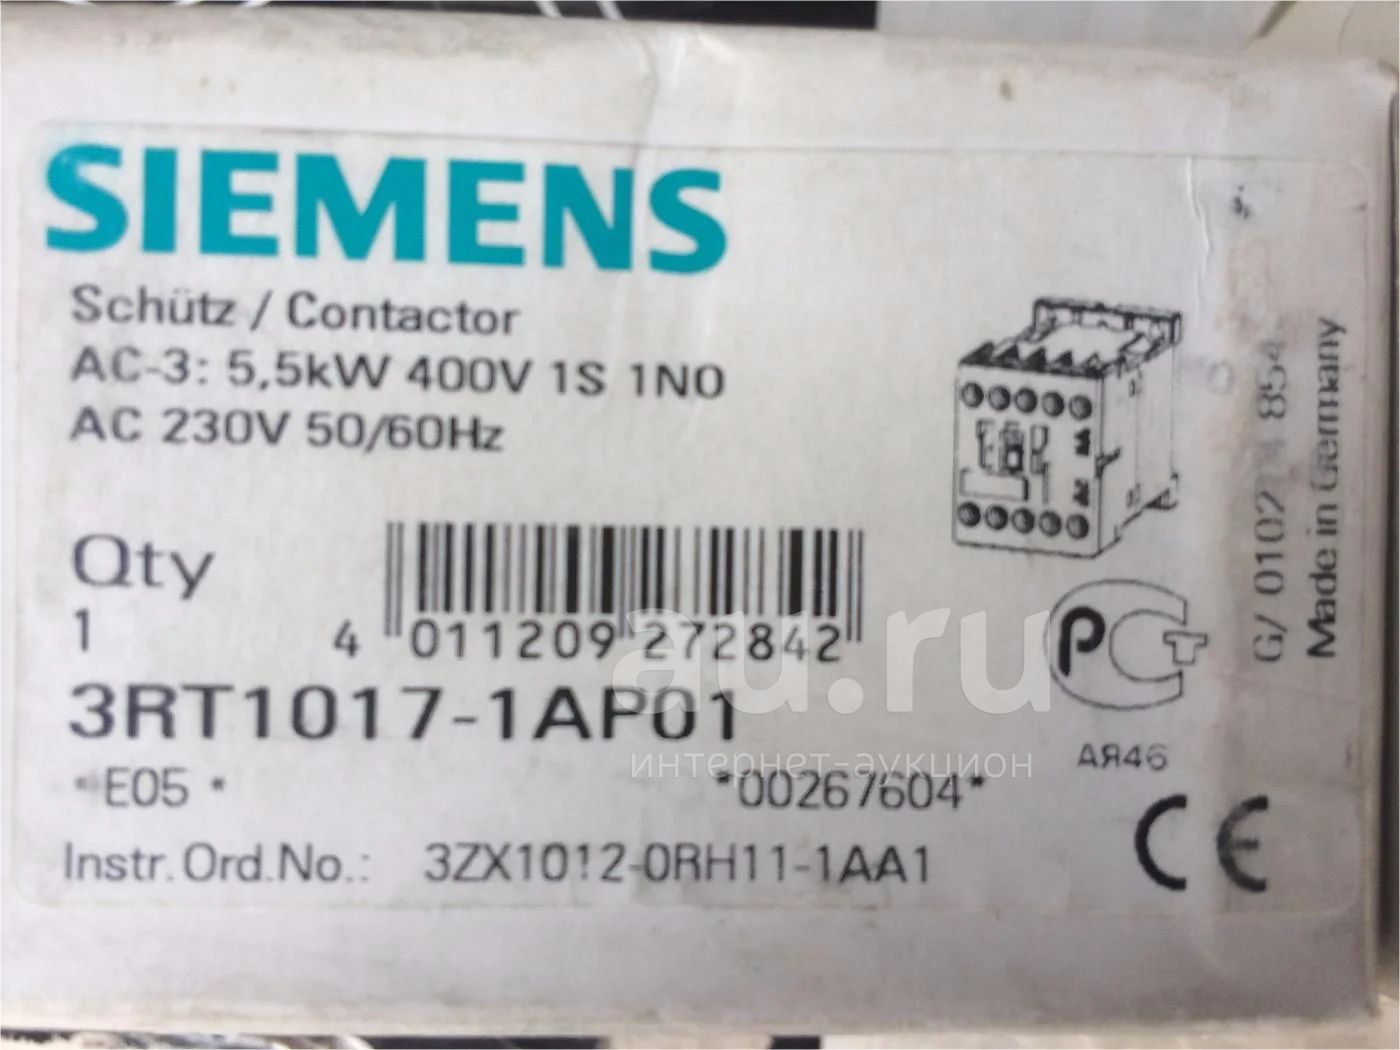 SIEMENS
Schütz / Contactor
AC-3: 5,5kW 400V 1S 1NO
AC 230V 50/60Hz
Qty
1
4 011209 272842
3RT1017-1AP01
*E05*
*00267604*
Instr.Ord.No.: 3ZX1012-0RH11-1AA1
PCT
АЯ46
CE
Made in Germany
au.ru
интернет-аукцион